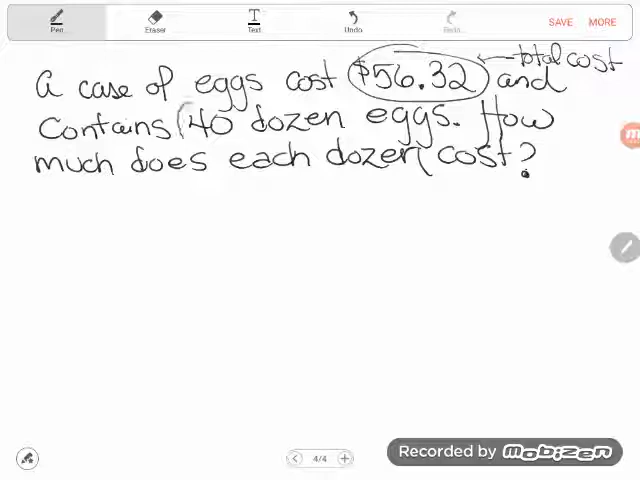 Pen
Eraser
Text
Undo
Redo
SAVE
MORE
A case of eggs cost $56.32 ← total cost and
Contains 40 dozen eggs. How
much does each dozen cost?
4/4
Recorded by mobizen